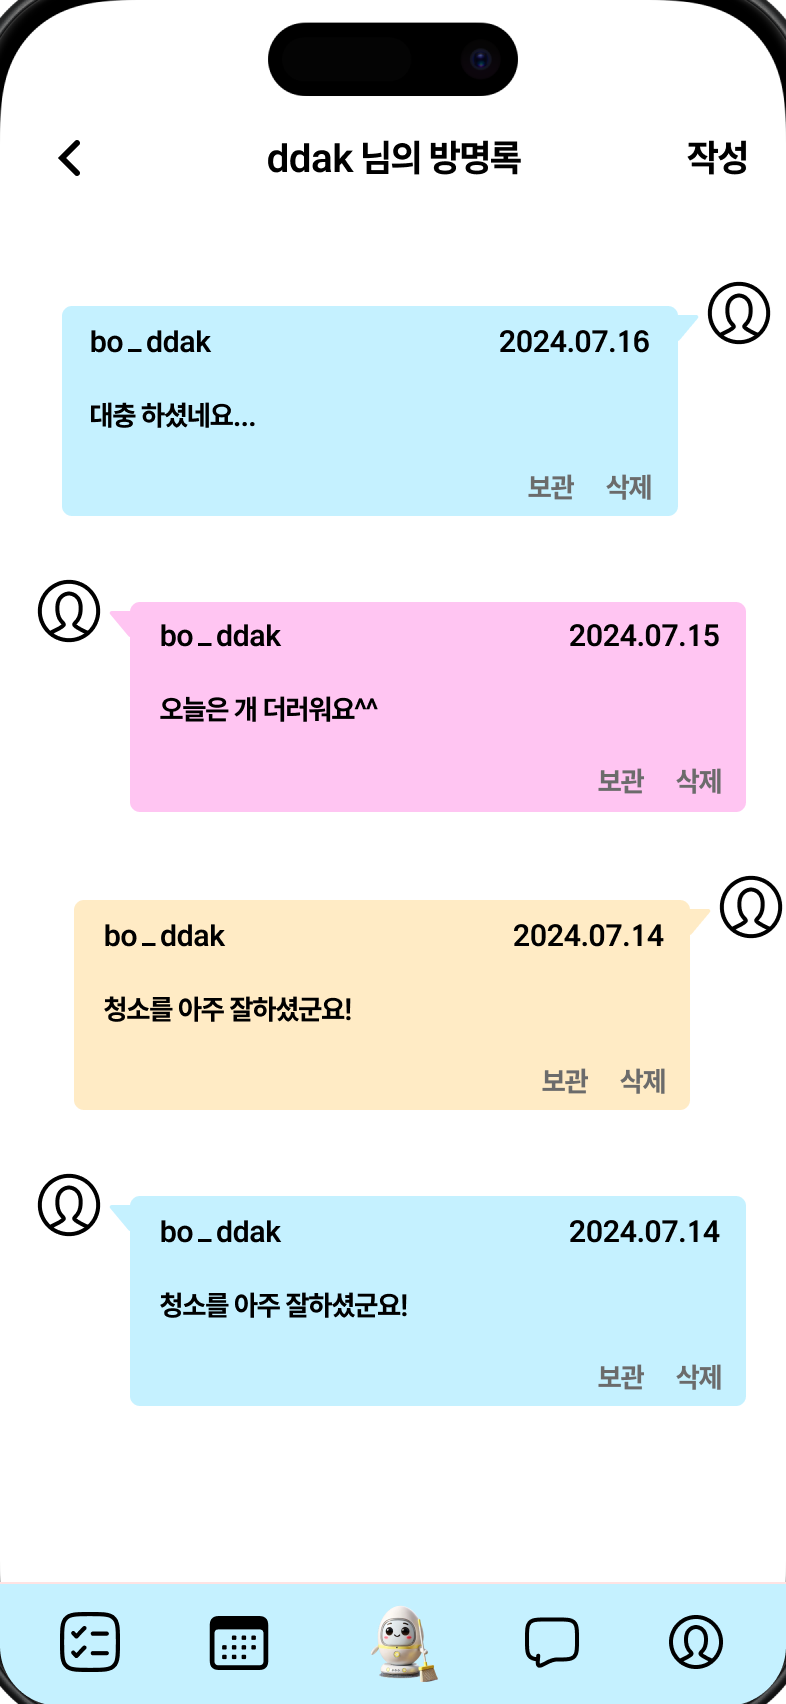 ddak 님의 방명록 작성
bo_ddak 2024.07.16
대충 하셨네요...
보관 삭제
bo_ddak 2024.07.15
오늘은 개 더러워요^^
보관 삭제
bo_ddak 2024.07.14
청소를 아주 잘하셨군요!
보관 삭제
bo_ddak 2024.07.14
청소를 아주 잘하셨군요!
보관 삭제